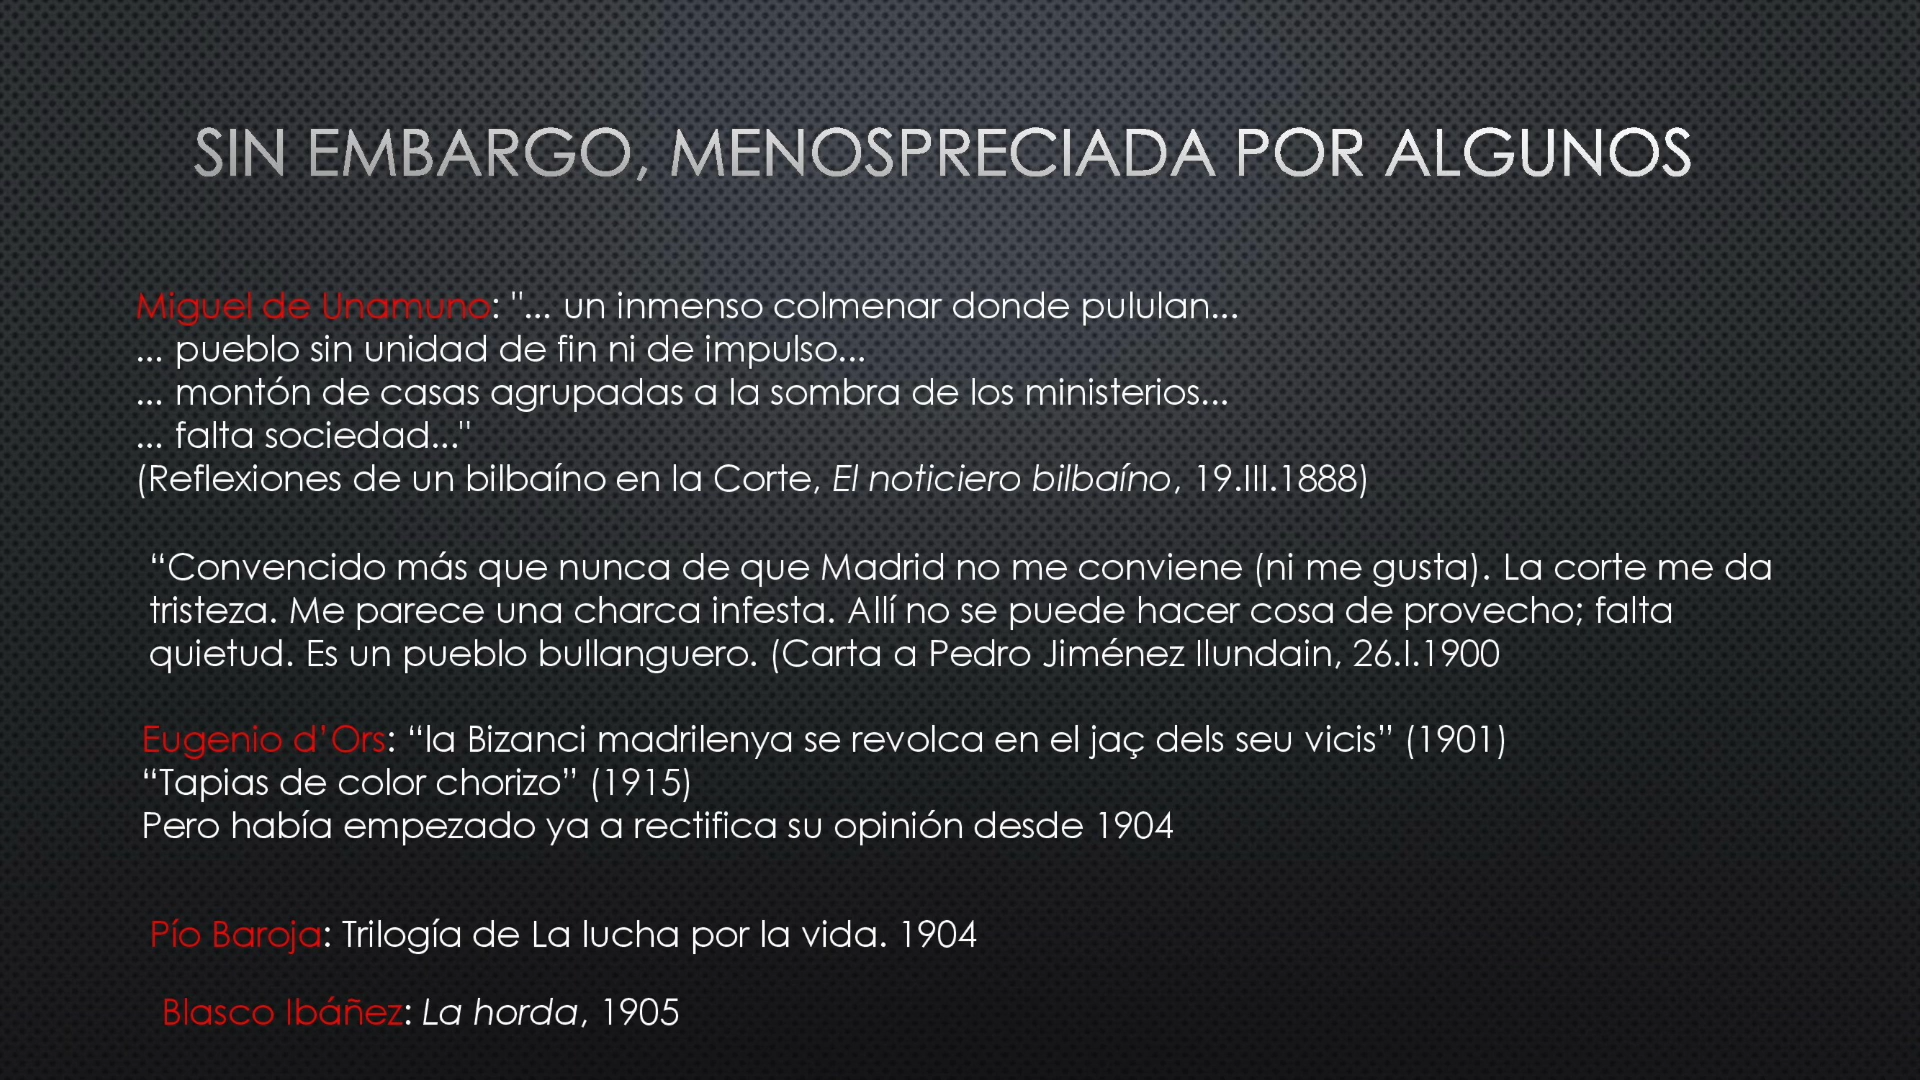 SIN EMBARGO, MENOSPRECIADA POR ALGUNOS
Miguel de Unamuno: "... un inmenso colmenar donde pululan...
... pueblo sin unidad de fin ni de impulso...
... montón de casas agrupadas a la sombra de los ministerios...
... falta sociedad..."
(Reflexiones de un bilbaíno en la Corte, El noticiero bilbaíno, 19.III.1888)
“Convencido más que nunca de que Madrid no me conviene (ni me gusta). La corte me da
tristeza. Me parece una charca infesta. Allí no se puede hacer cosa de provecho; falta
quietud. Es un pueblo bullanguero. (Carta a Pedro Jiménez Ilundain, 26.I.1900
Eugenio d’Ors: “la Bizanci madrilenya se revolca en el jaç dels seu vicis” (1901)
“Tapias de color chorizo” (1915)
Pero había empezado ya a rectifica su opinión desde 1904
Pío Baroja: Trilogía de La lucha por la vida. 1904
Blasco Ibáñez: La horda, 1905